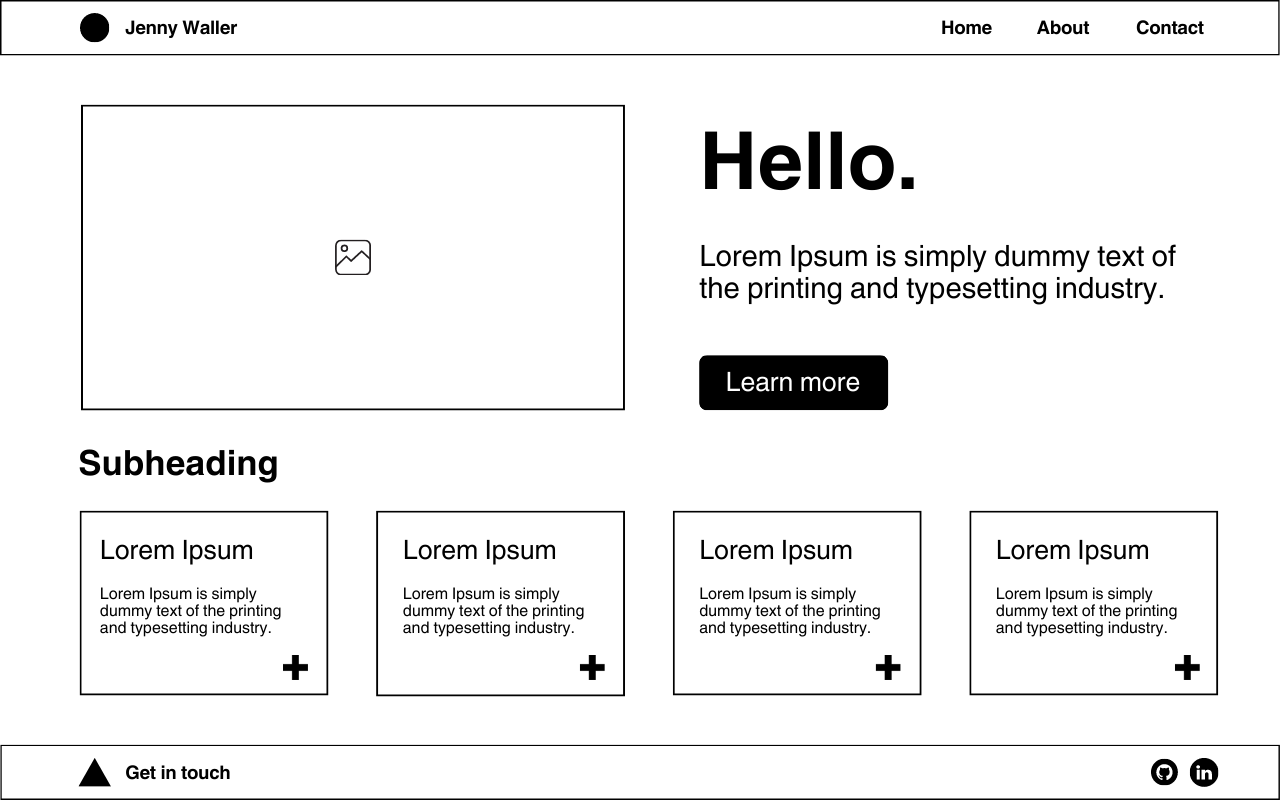 Jenny Waller
Home
About
Contact
Hello.
Lorem Ipsum is simply dummy text of
the printing and typesetting industry.
Learn more
Subheading
Lorem Ipsum
Lorem Ipsum is simply
dummy text of the printing
and typesetting industry.
Lorem Ipsum
Lorem Ipsum is simply
dummy text of the printing
and typesetting industry.
Lorem Ipsum
Lorem Ipsum is simply
dummy text of the printing
and typesetting industry.
Lorem Ipsum
Lorem Ipsum is simply
dummy text of the printing
and typesetting industry.
Get in touch
in